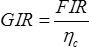 GIR = FIR / η_c